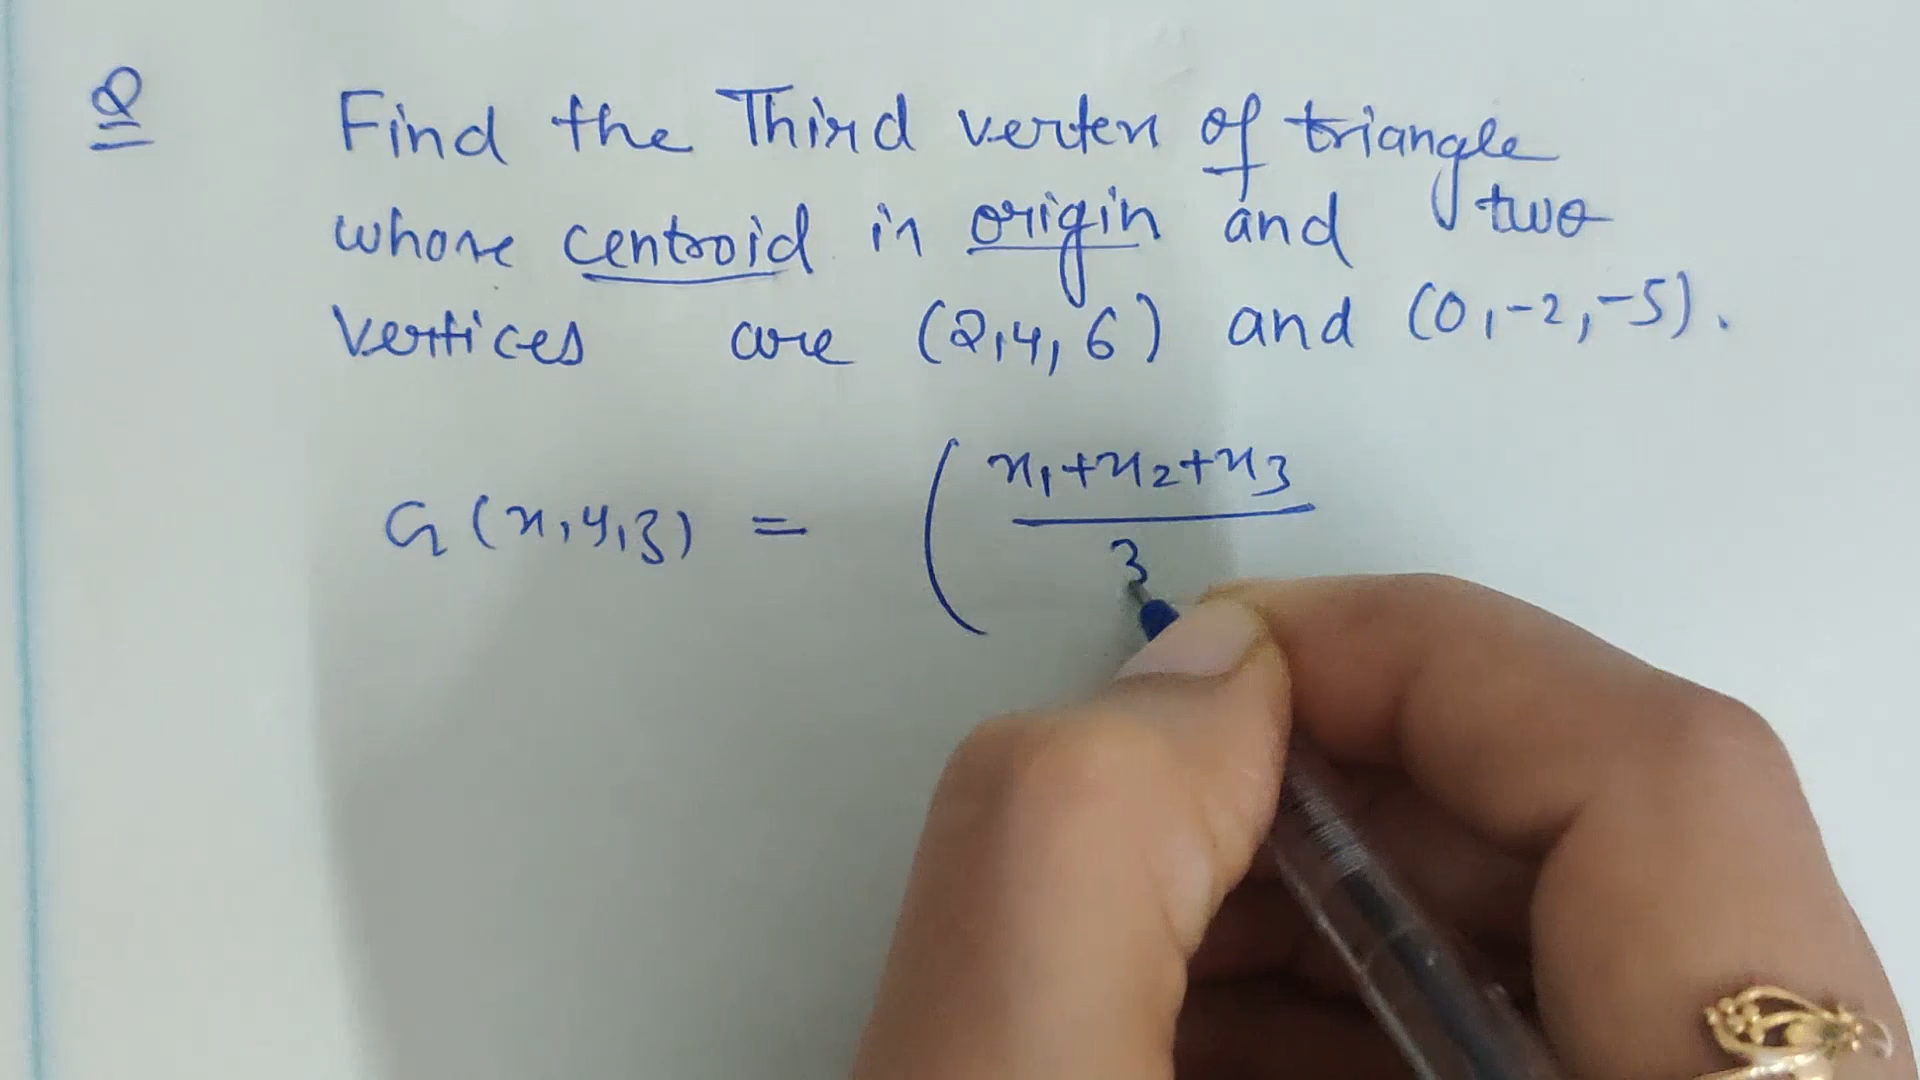 Q
Find the Third vertex of triangle
whose centroid is origin and two
vertices are (2,4,6) and (0,-2,-5).
G(x,y,z) = ( x1+x2+x3
3